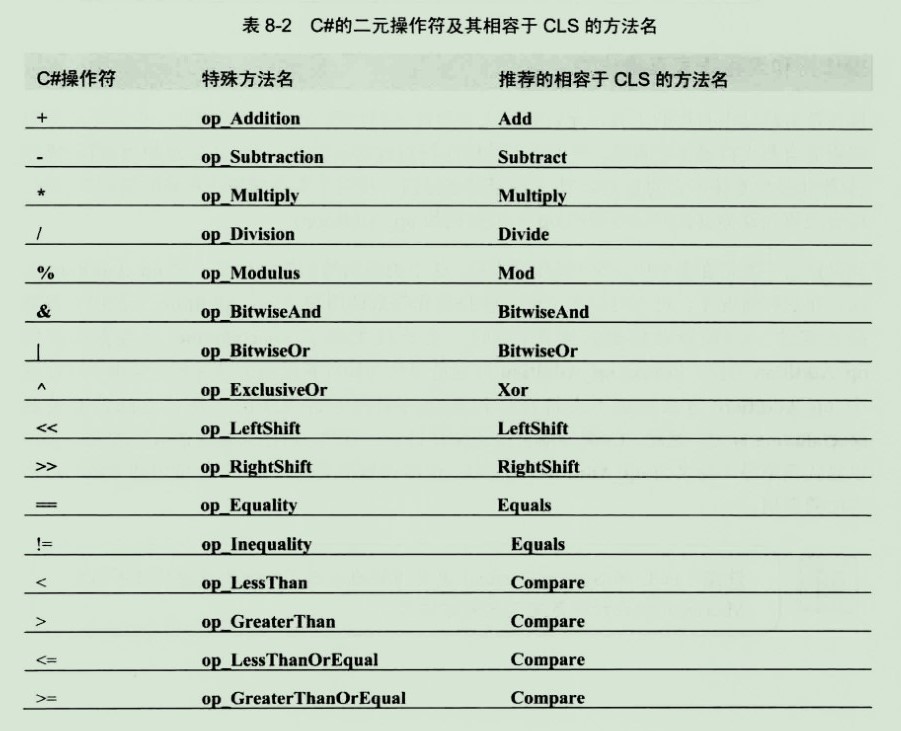 表 8-2 C#的二元操作符及其相容于 CLS 的方法名
C#操作符 特殊方法名 推荐的相容于 CLS 的方法名
+ op_Addition Add
- op_Subtraction Subtract
* op_Multiply Multiply
/ op_Division Divide
% op_Modulus Mod
& op_BitwiseAnd BitwiseAnd
| op_BitwiseOr BitwiseOr
^ op_ExclusiveOr Xor
<< op_LeftShift LeftShift
>> op_RightShift RightShift
== op_Equality Equals
!= op_Inequality Equals
< op_LessThan Compare
> op_GreaterThan Compare
<= op_LessThanOrEqual Compare
>= op_GreaterThanOrEqual Compare